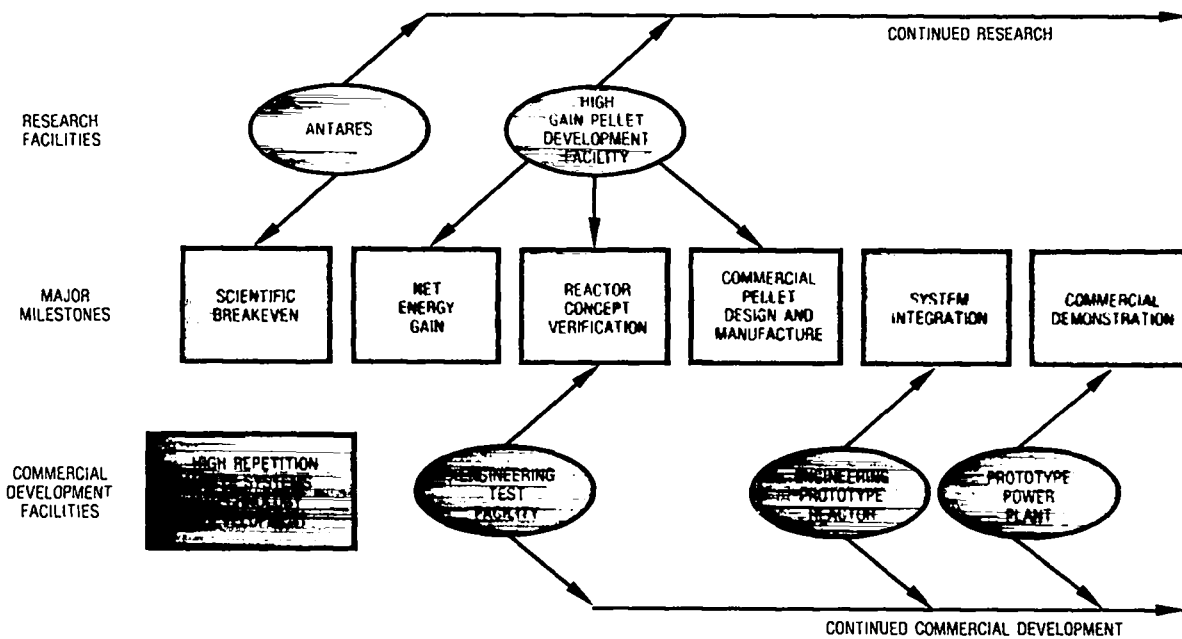 CONTINUED RESEARCH
RESEARCH
FACILITIES
ANTARES
HIGH
GAIN PELLET
DEVELOPMENT
FACILITY
MAJOR
MILESTONES
SCIENTIFIC
BREAKEVEN
NET
ENERGY
GAIN
REACTOR
CONCEPT
VERIFICATION
COMMERCIAL
PELLET
DESIGN AND
MANUFACTURE
SYSTEM
INTEGRATION
COMMERCIAL
DEMONSTRATION
COMMERCIAL
DEVELOPMENT
FACILITIES
HIGH REPETITION
SYSTEMS
ENGINEERING
TEST
FACILITY
ENGINEERING
PROTOTYPE
REACTOR
PROTOTYPE
POWER
PLANT
CONTINUED COMMERCIAL DEVELOPMENT